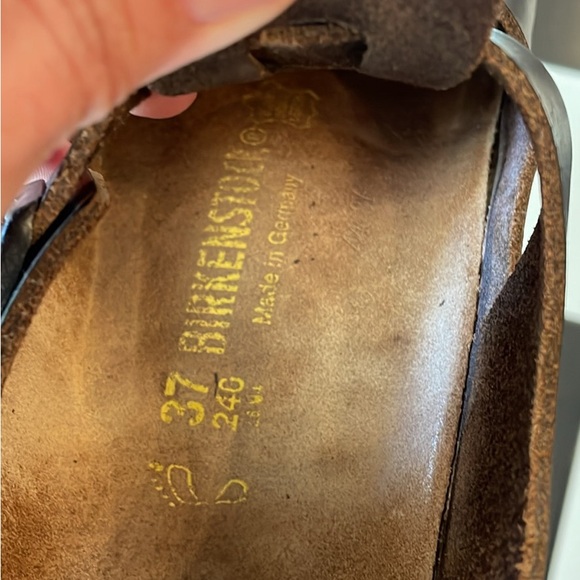 BIRKENSTOCK®
Made in Germany
37
240